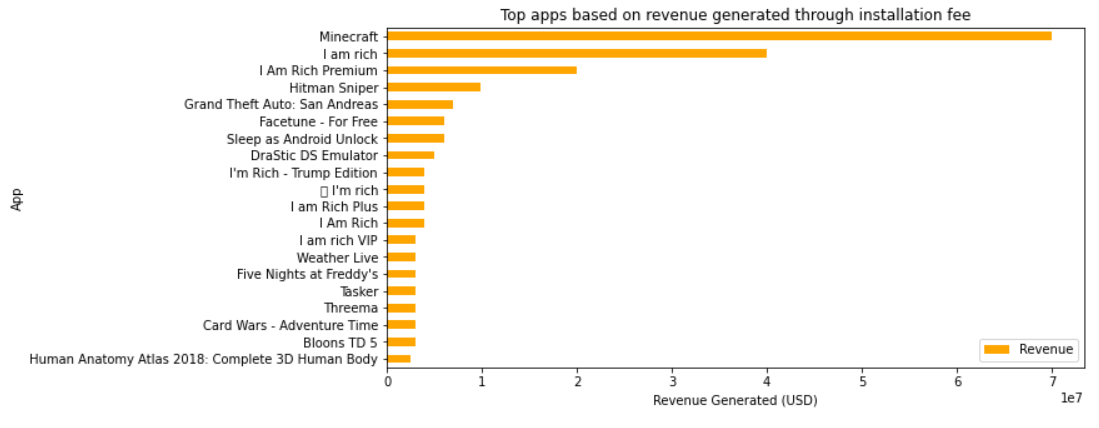 Top apps based on revenue generated through installation fee
App
Minecraft
I am rich
I Am Rich Premium
Hitman Sniper
Grand Theft Auto: San Andreas
Facetune - For Free
Sleep as Android Unlock
DraStic DS Emulator
I'm Rich - Trump Edition
▯ I'm rich
I am Rich Plus
I Am Rich
I am rich VIP
Weather Live
Five Nights at Freddy's
Tasker
Threema
Card Wars - Adventure Time
Bloons TD 5
Human Anatomy Atlas 2018: Complete 3D Human Body
Revenue
0 1 2 3 4 5 6 7
1e7
Revenue Generated (USD)